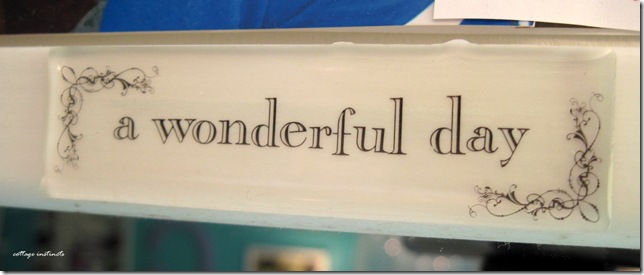 a wonderful day
cottage instincts